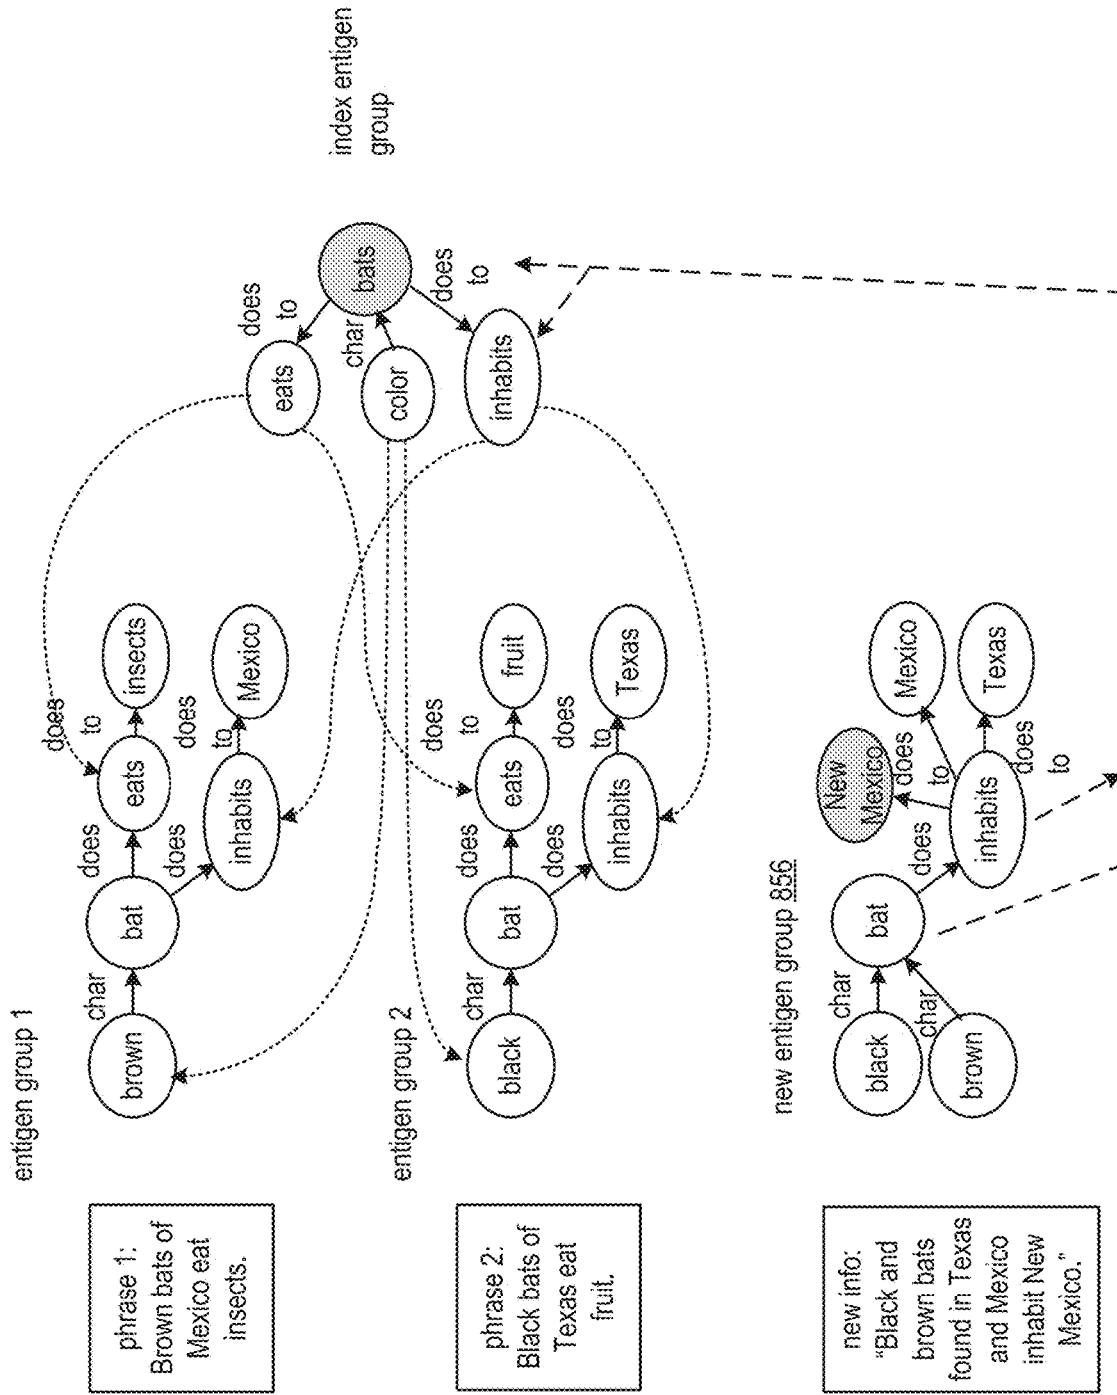 entigen group 1
phrase 1:
Brown bats of
Mexico eat
insects.
brown
char
bat
does
eats
does
to
insects
does
inhabits
does
to
Mexico
entigen group 2
phrase 2:
Black bats of
Texas eat
fruit.
black
char
bat
does
eats
does
to
fruit
does
inhabits
does
to
Texas
index entigen
group
bats
does
to
eats
char
color
does
to
inhabits
new entigen group 856
new info:
"Black and
brown bats
found in Texas
and Mexico
inhabit New
Mexico."
black
char
brown
char
bat
does
inhabits
New
Mexico
does
to
Mexico
does
to
Texas